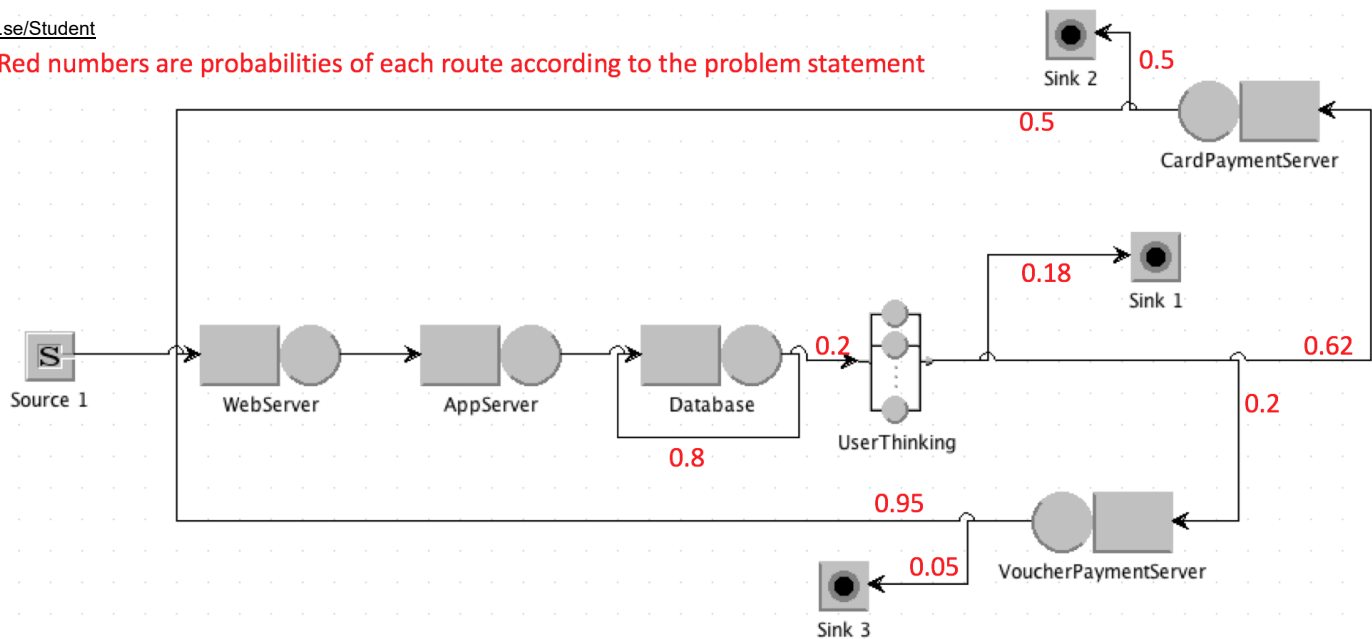 .se/Student
Red numbers are probabilities of each route according to the problem statement
Sink 2
0.5
0.5
CardPaymentServer
0.18
Sink 1
S
Source 1
WebServer
AppServer
Database
0.8
0.2
UserThinking
0.62
0.2
0.95
0.05
VoucherPaymentServer
Sink 3